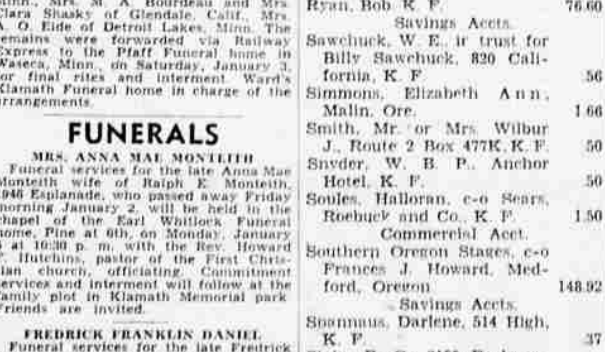 Minn., Mrs. M. A. Bourdeau and Mrs.
Clara Shasky of Glendale, Calif., Mrs.
A. O. Eide of Detroit Lakes, Minn. The
remains were forwarded via Railway
Express to the Pfaff Funeral home in
Waseca, Minn., on Saturday, January 3,
for final rites and interment. Ward's
Klamath Funeral home in charge of the
arrangements.
FUNERALS
MRS. ANNA MAE MONTEITH
Funeral services for the late Anna Mae
Monteith wife of Ralph E. Monteith,
1946 Esplanade, who passed away Friday
morning January 2, will be held in the
chapel of the Earl Whitlock Funeral
home, Pine at 6th, on Monday, January
at 10:30 p. m. with the Rev. Howard
P. Hutchins, pastor of the First Chris-
tian church, officiating. Commitment
services and interment will follow at the
family plot in Klamath Memorial park.
Friends are invited.
FREDRICK FRANKLIN DANIEL
Funeral services for the late Fredrick
Ryan, Bob K. F. 76.60
Savings Accts.
Sawchuck, W. E., ir trust for
Billy Sawchuck, 820 Cali-
fornia, K. F. .56
Simmons, Elizabeth Ann,
Malin, Ore. 1.66
Smith, Mr. or Mrs. Wilbur
J., Route 2 Box 477K, K. F. .50
Snyder, W. B. P., Anchor
Hotel, K. F. .50
Soules, Halloran, c-o Sears,
Roebuck and Co., K. F. 1.50
Commercial Acct.
Southern Oregon Stages, c-o
Frances J. Howard, Med-
ford, Oregon 148.92
Savings Accts.
Spannaus, Darlene, 514 High,
K. F. .37